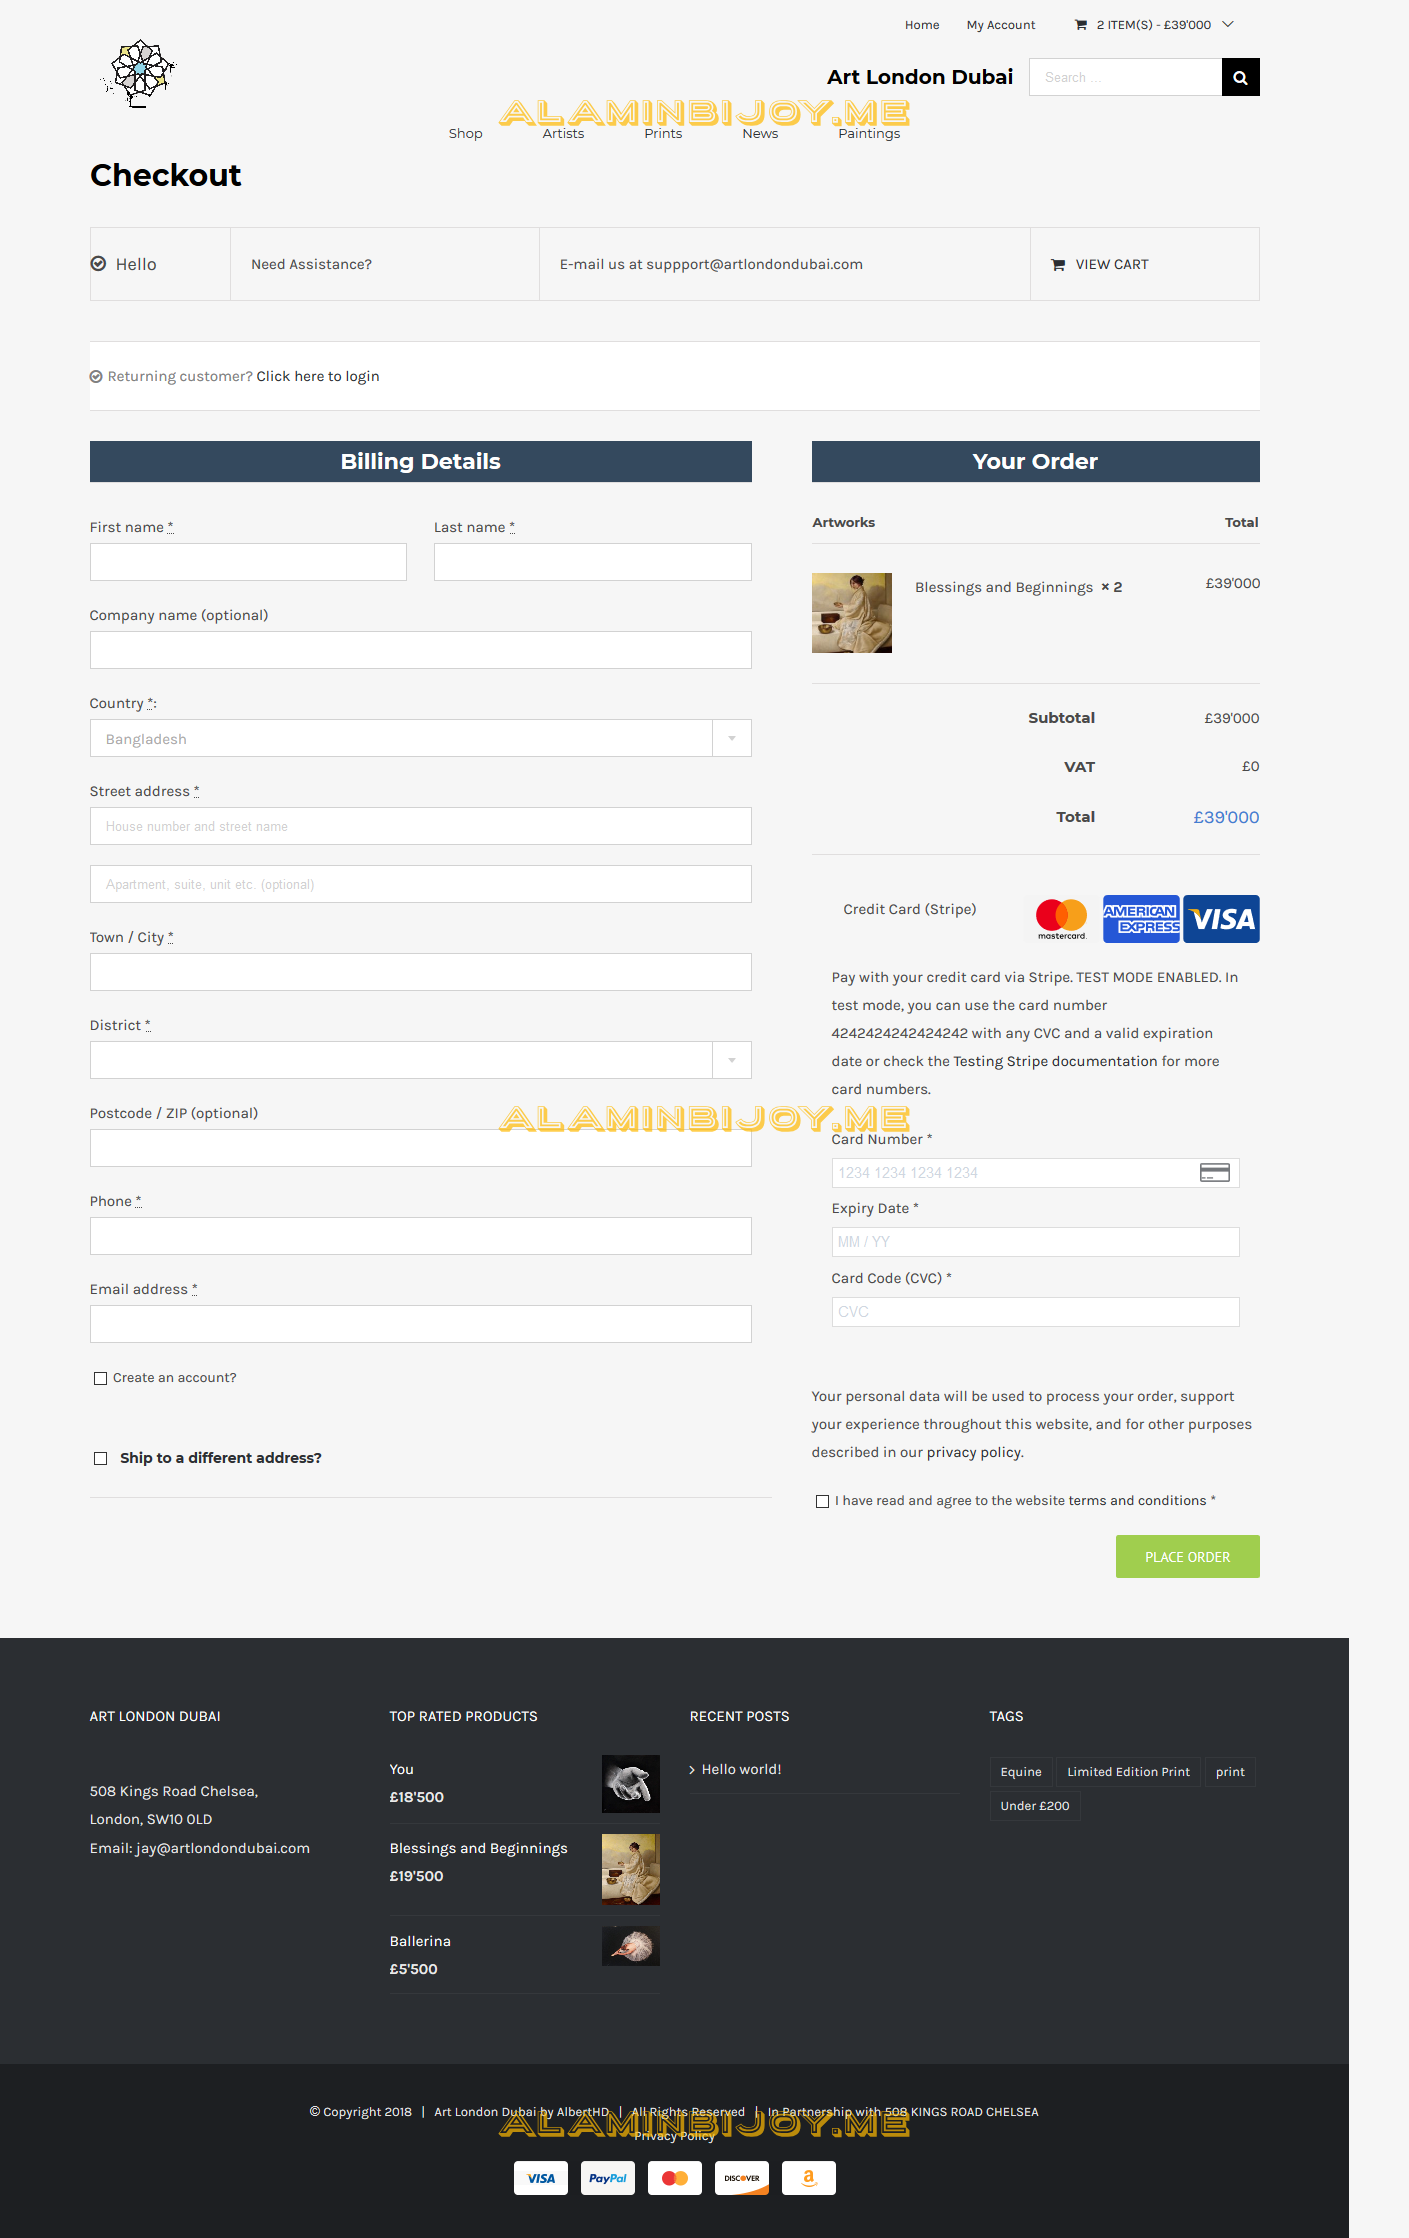 Home My Account 2 ITEM(S) - £39'000
Art London Dubai Search ...
ALAMINBIJOY.ME
Shop Artists Prints News Paintings
Checkout
Hello Need Assistance? E-mail us at suppport@artlondondubai.com VIEW CART
Returning customer? Click here to login
Billing Details
First name * Last name *
Company name (optional)
Country *:
Bangladesh
Street address *
House number and street name
Apartment, suite, unit etc. (optional)
Town / City *
District *
Postcode / ZIP (optional)
ALAMINBIJOY.ME
Phone *
Email address *
Create an account?
Ship to a different address?
Your Order
Artworks Total
Blessings and Beginnings × 2 £39'000
Subtotal £39'000
VAT £0
Total £39'000
Credit Card (Stripe) mastercard. AMERICAN EXPRESS VISA
Pay with your credit card via Stripe. TEST MODE ENABLED. In
test mode, you can use the card number
4242424242424242 with any CVC and a valid expiration
date or check the Testing Stripe documentation for more
card numbers.
Card Number *
1234 1234 1234 1234
Expiry Date *
MM / YY
Card Code (CVC) *
CVC
Your personal data will be used to process your order, support
your experience throughout this website, and for other purposes
described in our privacy policy.
I have read and agree to the website terms and conditions *
PLACE ORDER
ART LONDON DUBAI
508 Kings Road Chelsea,
London, SW10 0LD
Email: jay@artlondondubai.com
TOP RATED PRODUCTS
You
£18'500
Blessings and Beginnings
£19'500
Ballerina
£5'500
RECENT POSTS
Hello world!
TAGS
Equine Limited Edition Print print
Under £200
© Copyright 2018 | Art London Dubai by AlbertHD | All Rights Reserved | In Partnership with 508 KINGS ROAD CHELSEA
ALAMINBIJOY.ME
Privacy Policy
VISA PayPal DISCOVER a